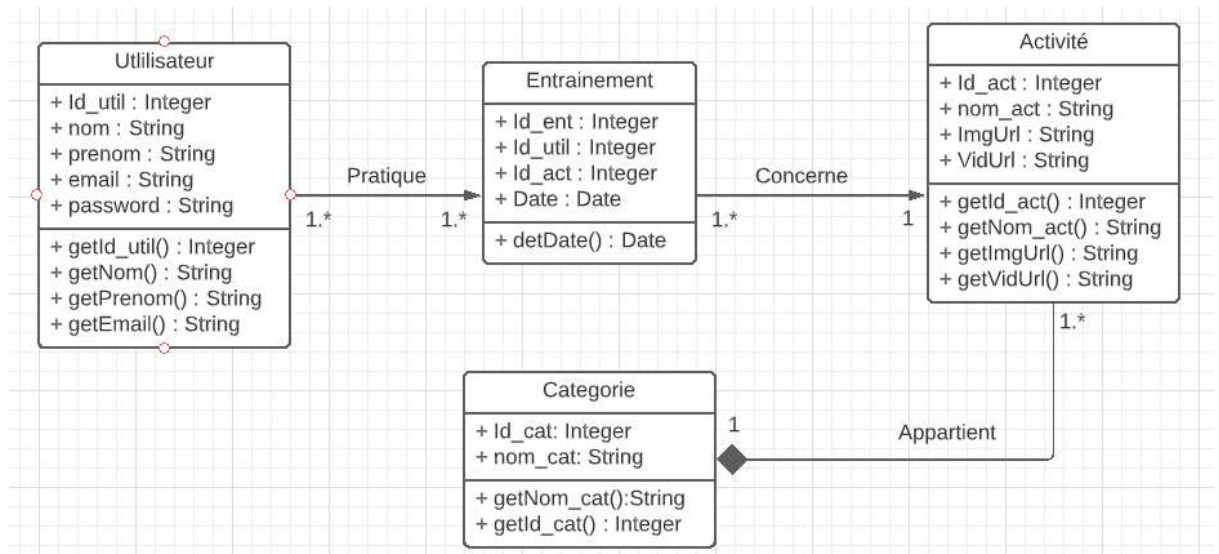 Utlilisateur
+ Id_util : Integer
+ nom : String
+ prenom : String
+ email : String
+ password : String
+ getId_util() : Integer
+ getNom() : String
+ getPrenom() : String
+ getEmail() : String
Pratique
1.*
1.*
Entrainement
+ Id_ent : Integer
+ Id_util : Integer
+ Id_act : Integer
+ Date : Date
+ detDate() : Date
Concerne
1.*
1
Activité
+ Id_act : Integer
+ nom_act : String
+ ImgUrl : String
+ VidUrl : String
+ getId_act() : Integer
+ getNom_act() : String
+ getImgUrl() : String
+ getVidUrl() : String
1.*
Categorie
+ Id_cat: Integer
+ nom_cat: String
+ getNom_cat():String
+ getId_cat() : Integer
1
Appartient